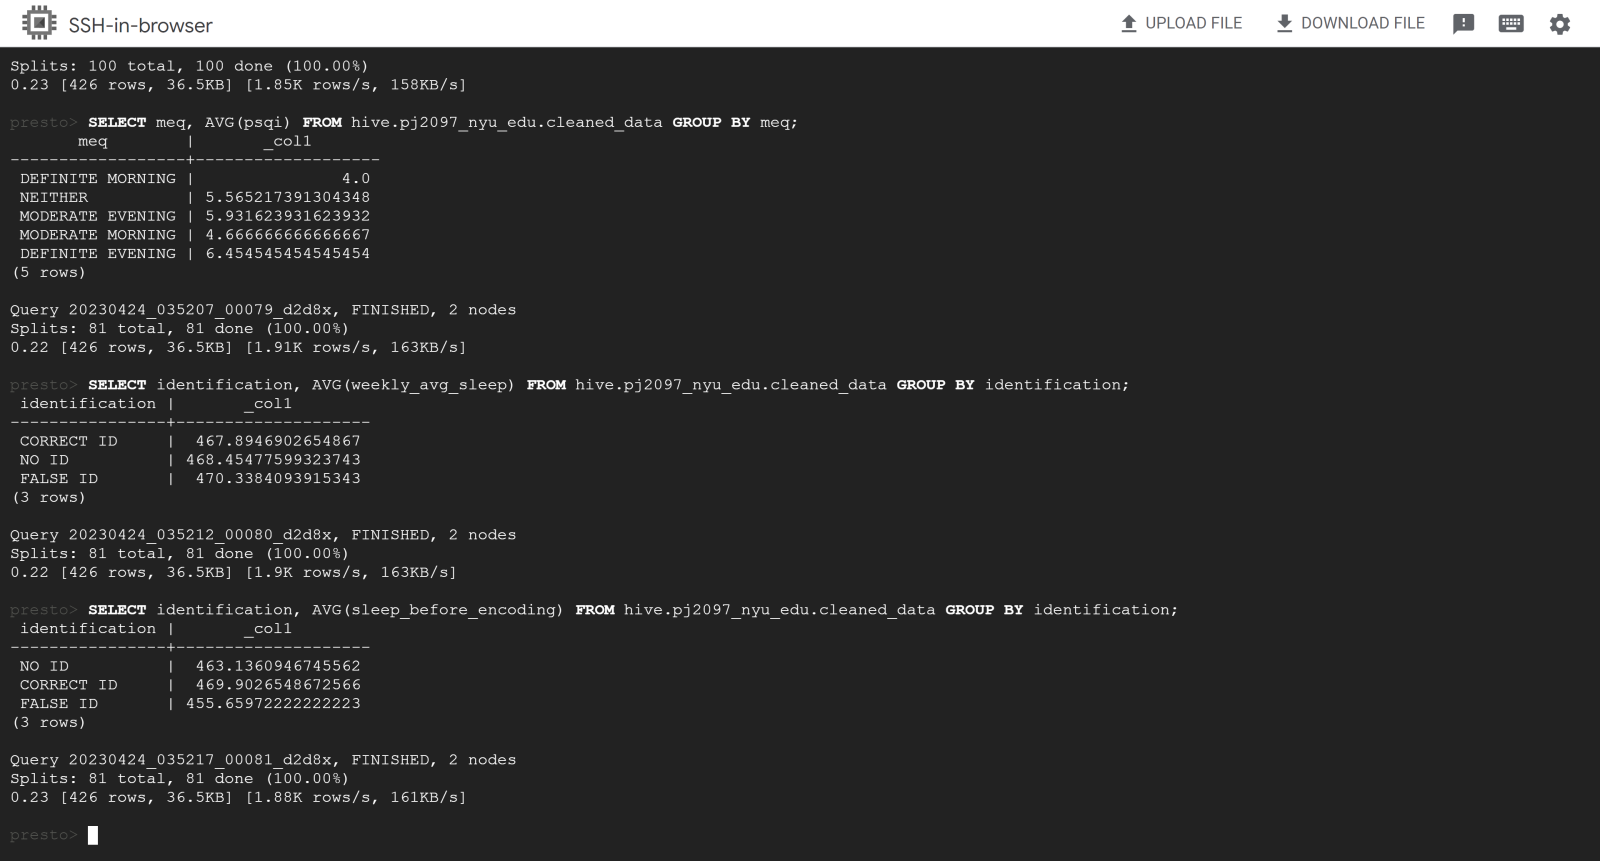 SSH-in-browser
UPLOAD FILE
DOWNLOAD FILE
Splits: 100 total, 100 done (100.00%)
0.23 [426 rows, 36.5KB] [1.85K rows/s, 158KB/s]
presto> SELECT meq, AVG(psqi) FROM hive.pj2097_nyu_edu.cleaned_data GROUP BY meq;
       meq        |       _col1
------------------+-------------------
 DEFINITE MORNING |               4.0
 NEITHER          | 5.565217391304348
 MODERATE EVENING | 5.931623931623932
 MODERATE MORNING | 4.666666666666667
 DEFINITE EVENING | 6.454545454545454
(5 rows)
Query 20230424_035207_00079_d2d8x, FINISHED, 2 nodes
Splits: 81 total, 81 done (100.00%)
0.22 [426 rows, 36.5KB] [1.91K rows/s, 163KB/s]
presto> SELECT identification, AVG(weekly_avg_sleep) FROM hive.pj2097_nyu_edu.cleaned_data GROUP BY identification;
 identification |       _col1
----------------+--------------------
 CORRECT ID     |  467.8946902654867
 NO ID          | 468.45477599323743
 FALSE ID       |  470.3384093915343
(3 rows)
Query 20230424_035212_00080_d2d8x, FINISHED, 2 nodes
Splits: 81 total, 81 done (100.00%)
0.22 [426 rows, 36.5KB] [1.9K rows/s, 163KB/s]
presto> SELECT identification, AVG(sleep_before_encoding) FROM hive.pj2097_nyu_edu.cleaned_data GROUP BY identification;
 identification |       _col1
----------------+--------------------
 NO ID          |  463.1360946745562
 CORRECT ID     |  469.9026548672566
 FALSE ID       | 455.65972222222223
(3 rows)
Query 20230424_035217_00081_d2d8x, FINISHED, 2 nodes
Splits: 81 total, 81 done (100.00%)
0.23 [426 rows, 36.5KB] [1.88K rows/s, 161KB/s]
presto>